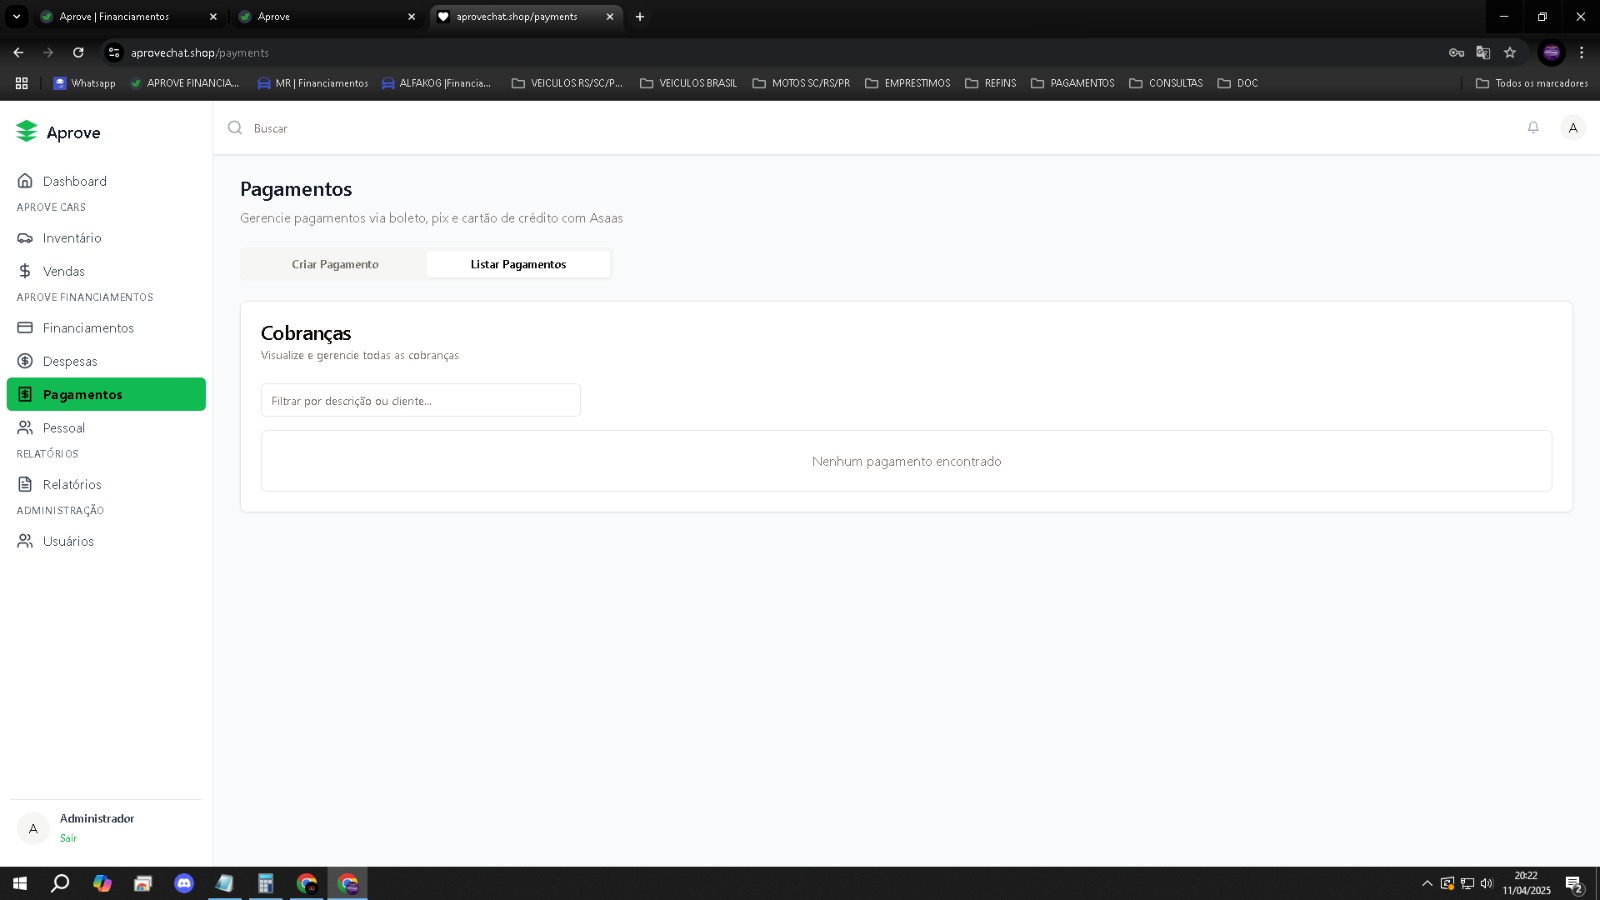 Aprove | Financiamentos
Aprove
aprovechat.shop/payments
aprovechat.shop/payments
Whatsapp
APROVE FINANCIA...
MR | Financiamentos
ALFAKOG |Financia...
VEICULOS RS/SC/P...
VEICULOS BRASIL
MOTOS SC/RS/PR
EMPRESTIMOS
REFINS
PAGAMENTOS
CONSULTAS
DOC
Todos os marcadores
Aprove
Buscar
A
Dashboard
APROVE CARS
Inventário
Vendas
APROVE FINANCIAMENTOS
Financiamentos
Despesas
Pagamentos
Pessoal
RELATÓRIOS
Relatórios
ADMINISTRAÇÃO
Usuários
Pagamentos
Gerencie pagamentos via boleto, pix e cartão de crédito com Asaas
Criar Pagamento
Listar Pagamentos
Cobranças
Visualize e gerencie todas as cobranças
Filtrar por descrição ou cliente...
Nenhum pagamento encontrado
A
Administrador
Sair
20:22
11/04/2025
2